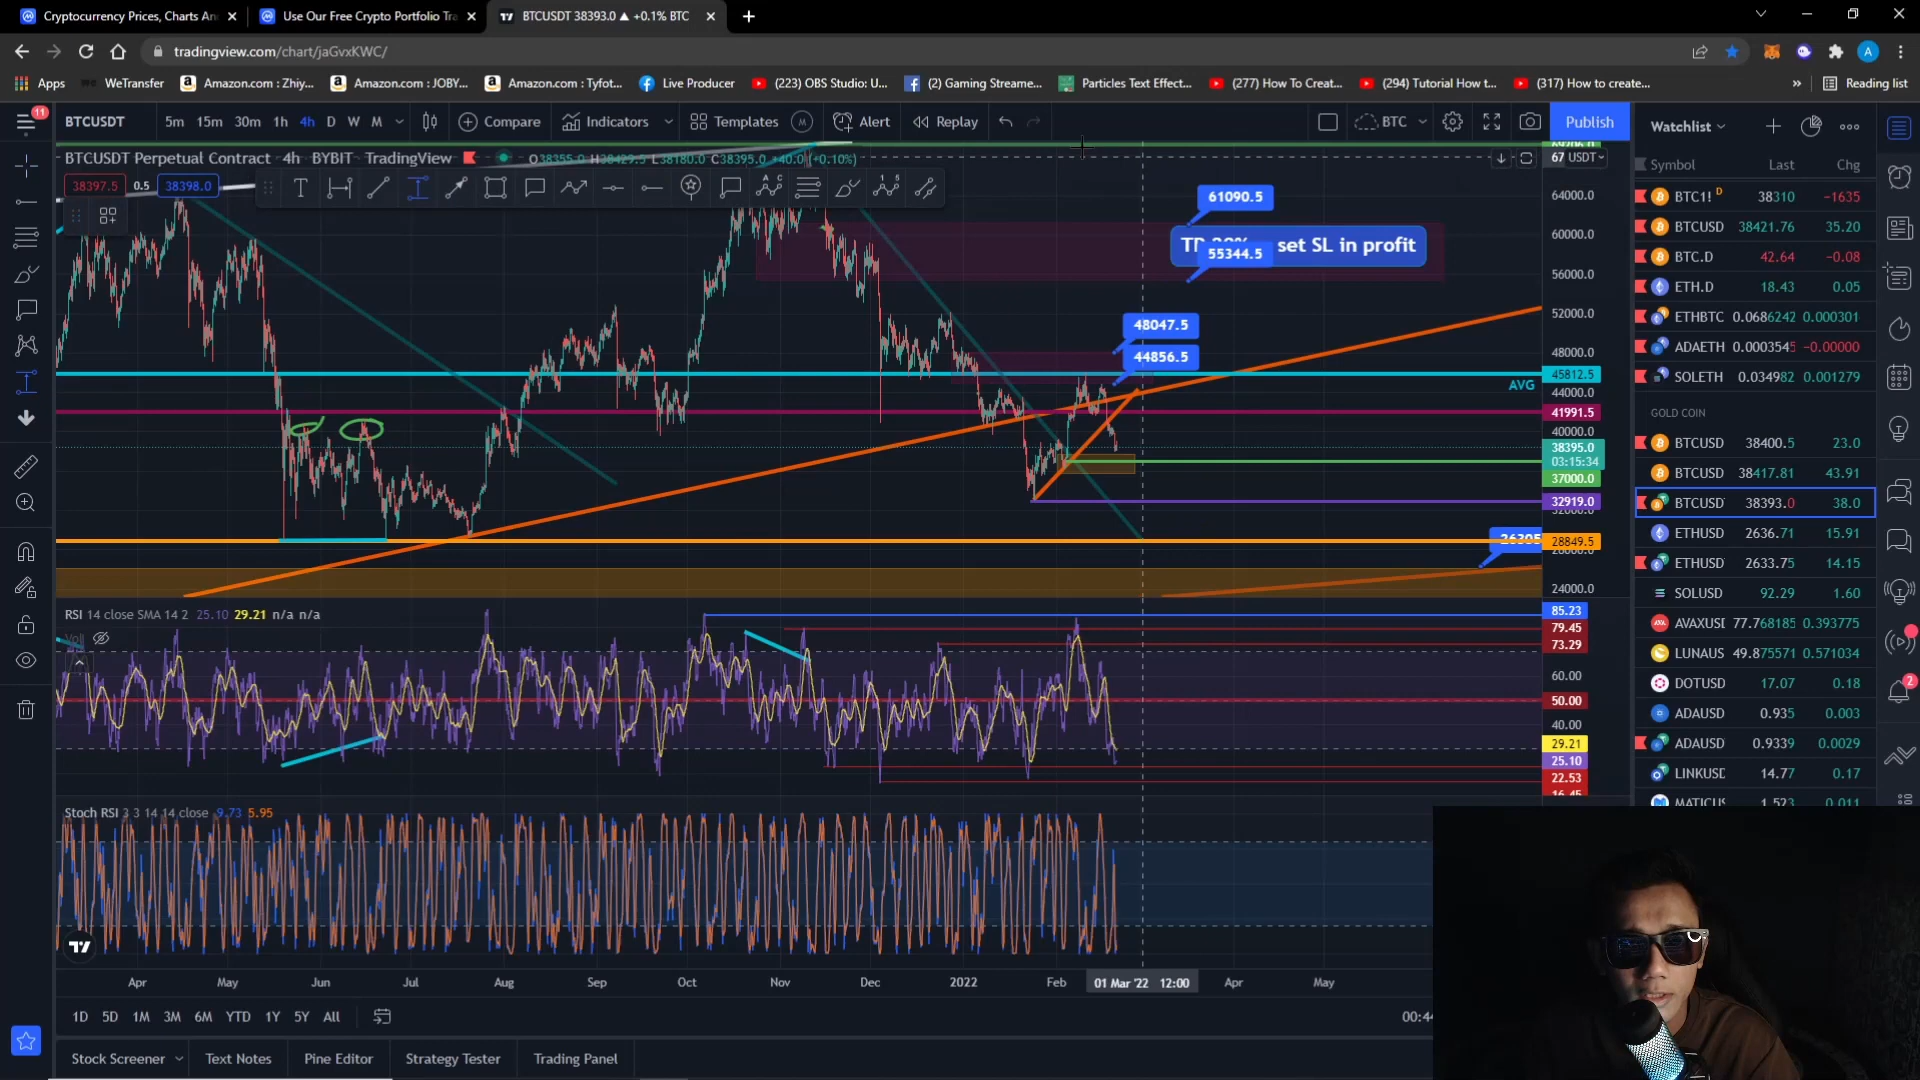 Cryptocurrency Prices, Charts An
Use Our Free Crypto Portfolio Tra
BTCUSDT 38393.0 ▲ +0.1% BTC
tradingview.com/chart/jaGvxKWC/
Apps
WeTransfer
Amazon.com : Zhiy...
Amazon.com : JOBY...
Amazon.com : Tyfot...
Live Producer
(223) OBS Studio: U...
(2) Gaming Streame...
Particles Text Effect...
(277) How To Creat...
(294) Tutorial How t...
(317) How to create...
»
Reading list
11
BTCUSDT
5m 15m 30m 1h 4h D W M
Compare
Indicators
Templates
M
Alert
Replay
BTC
Publish
Watchlist
BTCUSDT Perpetual Contract · 4h · BYBIT · TradingView
O38355.0 H38429.5 L38180.0 C38395.0 +40.0 (+0.10%)
67 USDT
Symbol Last Chg
38397.5 0.5 38398.0
64000.0
60000.0
56000.0
52000.0
48000.0
45812.5
44000.0
41991.5
40000.0
38395.0
03:15:34
37000.0
32919.0
32000.0
28849.5
28000.0
24000.0
61090.5
set SL in profit
55344.5
48047.5
44856.5
AVG
26305
BTC1! D 38310 −1635
BTCUSD 38421.76 35.20
BTC.D 42.64 −0.08
ETH.D 18.43 0.05
ETHBTC 0.0686242 0.000301
ADAETH 0.0003545 −0.00000
SOLETH 0.034982 0.001279
GOLD COIN
BTCUSD 38400.5 23.0
BTCUSD 38417.81 43.91
BTCUSD 38393.0 38.0
ETHUSD 2636.71 15.91
ETHUSD 2633.75 14.15
SOLUSD 92.29 1.60
AVAXUSI 77.768185 0.393775
LUNAUS 49.875571 0.571034
DOTUSD 17.07 0.18
ADAUSD 0.935 0.003
ADAUSD 0.9339 0.0029
LINKUSD 14.77 0.17
MATICUS 1.523 0.011
2
RSI 14 close SMA 14 2 25.10 29.21 n/a n/a
Vol
85.23
79.45
73.29
60.00
50.00
40.00
29.21
25.10
22.53
16.45
Stoch RSI 3 3 14 14 close 9.73 5.95
Apr May Jun Jul Aug Sep Oct Nov Dec 2022 Feb 01 Mar '22 12:00 Apr May
1D 5D 1M 3M 6M YTD 1Y 5Y All
00:44
Stock Screener
Text Notes
Pine Editor
Strategy Tester
Trading Panel